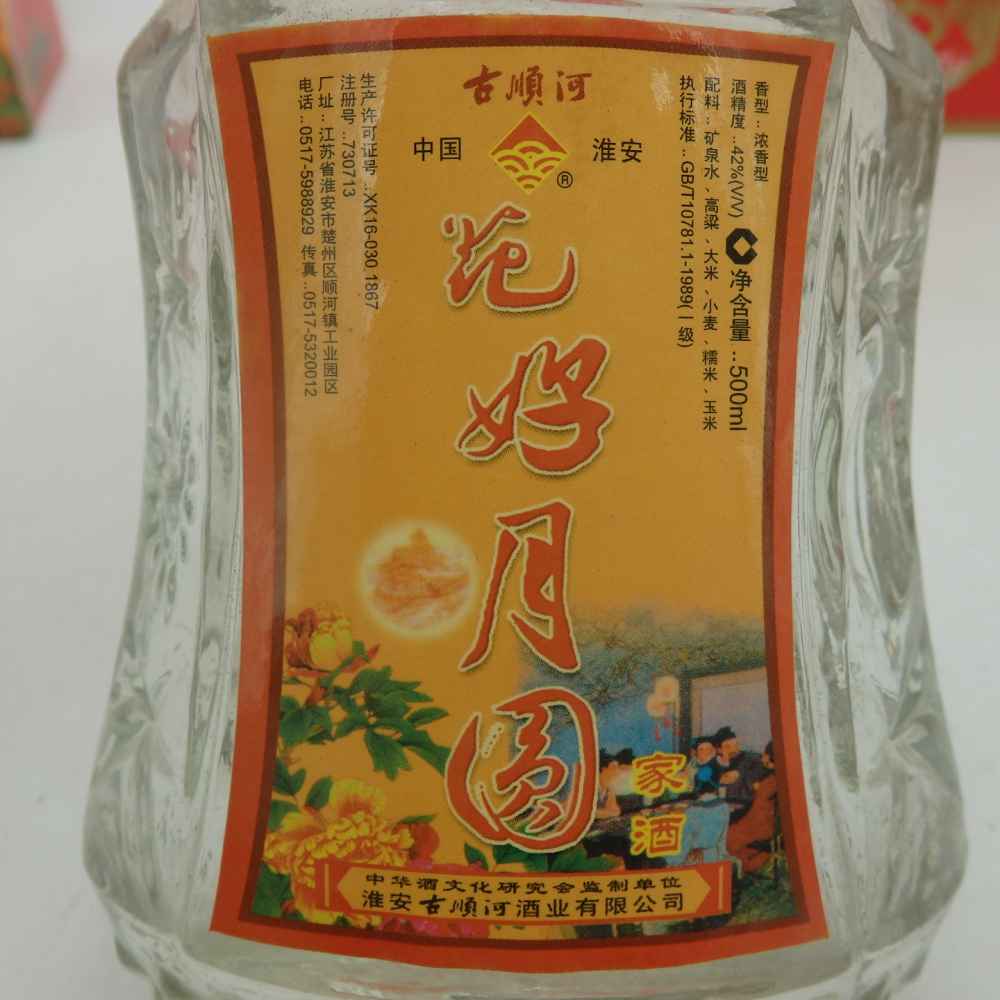 古順河
中国 淮安
®
花好月圆
家酒
香型:浓香型
酒精度:42%(V/V) 净含量:500ml
配料:矿泉水、高粱、大米、小麦、糯米、玉米
执行标准:GB/T10781.1-1989(一级)
生产许可证号:XK16-030 1867
注册号:730713
厂址:江苏省淮安市楚州区顺河镇工业园区
电话:0517-5988929 传真:0517-5320012
中华酒文化研究会监制单位
淮安古順河酒业有限公司